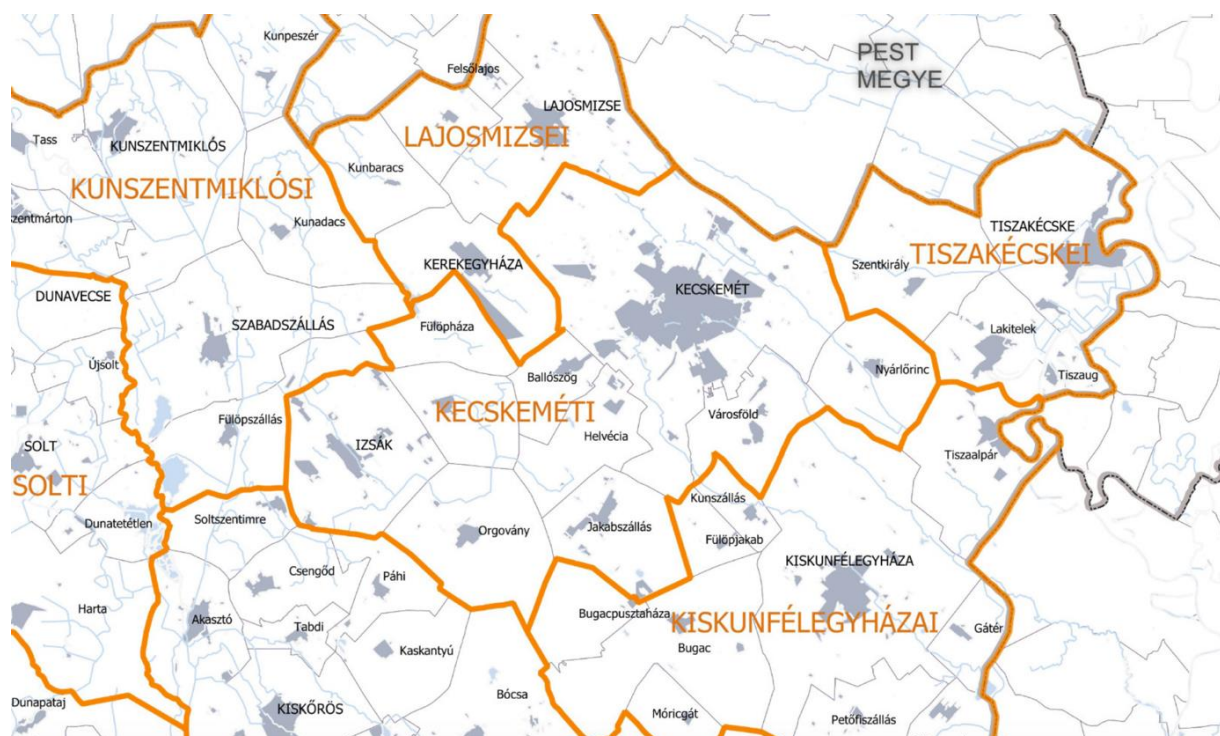 Kunpeszér
PEST
MEGYE
Felsőlajos
LAJOSMIZSE
Tass
KUNSZENTMIKLÓS
LAJOSMIZSEI
Kunbaracs
KUNSZENTMIKLÓSI
zentmárton
Kunadacs
TISZAKÉCSKE
TISZAKÉCSKEI
Szentkirály
KEREKEGYHÁZA
KECSKEMÉT
DUNAVECSE
SZABADSZÁLLÁS
Fülöpháza
Lakitelek
Újsolt
Ballószög
Nyárlőrinc
Tiszaug
KECSKEMÉTI
Városföld
Fülöpszállás
Helvécia
IZSÁK
SOLT
Tiszaalpár
SOLTI
Kunszállás
Dunatetétlen
Soltszentimre
Orgovány
Jakabszállás
Fülöpjakab
Csengőd
Páhi
KISKUNFÉLEGYHÁZA
Harta
Akasztó
Tabdi
Bugacpusztaháza
KISKUNFÉLEGYHÁZAI
Gátér
Kaskantyú
Bugac
Bócsa
Dunapataj
KISKŐRÖS
Móricgát
Petőfiszállás